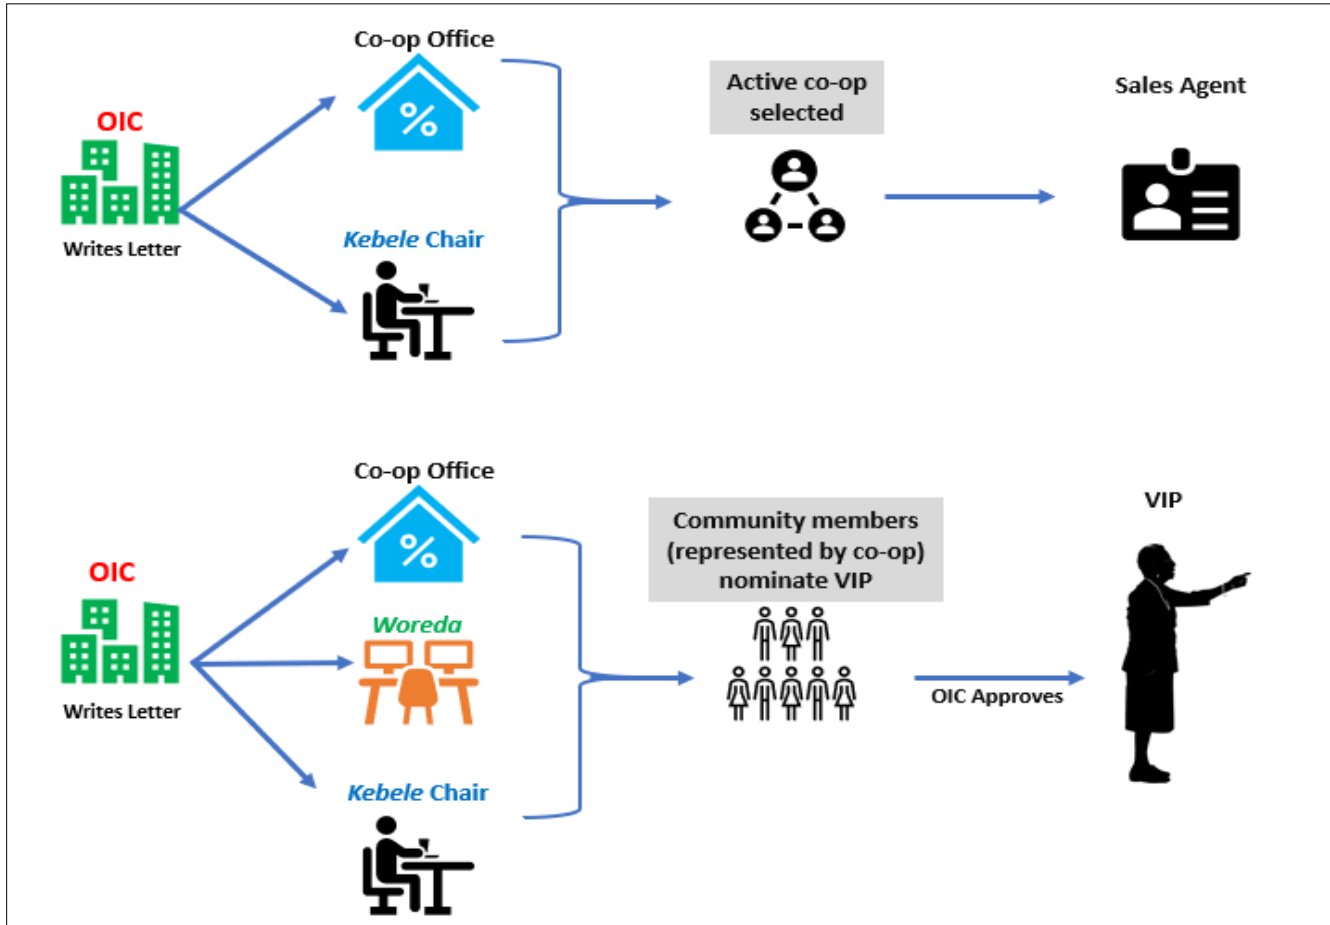 Co-op Office
OIC
Writes Letter
Kebele Chair
Active co-op
selected
Sales Agent
Co-op Office
OIC
Writes Letter
Woreda
Kebele Chair
Community members
(represented by co-op)
nominate VIP
OIC Approves
VIP